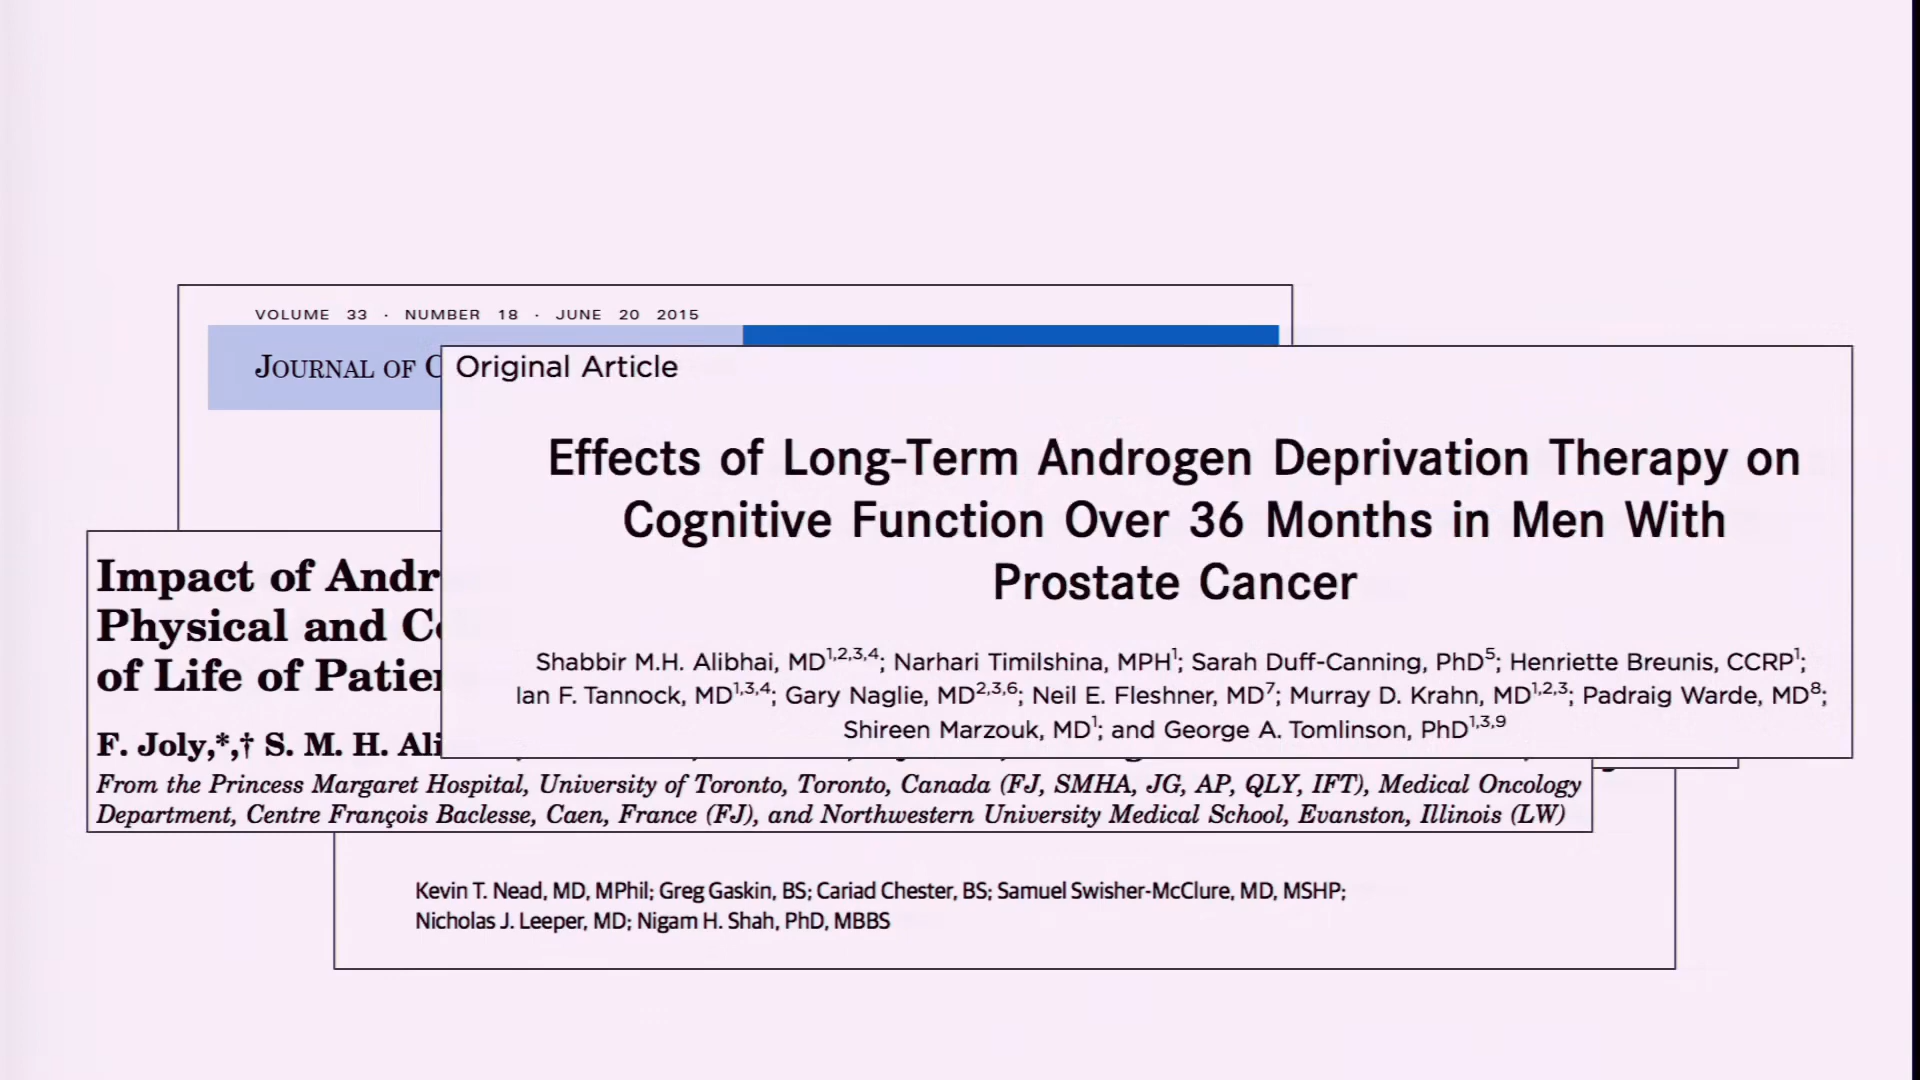 VOLUME 33 · NUMBER 18 · JUNE 20 2015
JOURNAL OF
Original Article
Effects of Long-Term Androgen Deprivation Therapy on
Cognitive Function Over 36 Months in Men With
Prostate Cancer
Shabbir M.H. Alibhai, MD1,2,3,4; Narhari Timilshina, MPH1; Sarah Duff-Canning, PhD5; Henriette Breunis, CCRP1;
Ian F. Tannock, MD1,3,4; Gary Naglie, MD2,3,6; Neil E. Fleshner, MD7; Murray D. Krahn, MD1,2,3; Padraig Warde, MD8;
Shireen Marzouk, MD1; and George A. Tomlinson, PhD1,3,9
Impact of Andr
Physical and C
of Life of Patie
F. Joly,*,† S. M. H. Ali
From the Princess Margaret Hospital, University of Toronto, Toronto, Canada (FJ, SMHA, JG, AP, QLY, IFT), Medical Oncology
Department, Centre François Baclesse, Caen, France (FJ), and Northwestern University Medical School, Evanston, Illinois (LW)
Kevin T. Nead, MD, MPhil; Greg Gaskin, BS; Cariad Chester, BS; Samuel Swisher-McClure, MD, MSHP;
Nicholas J. Leeper, MD; Nigam H. Shah, PhD, MBBS